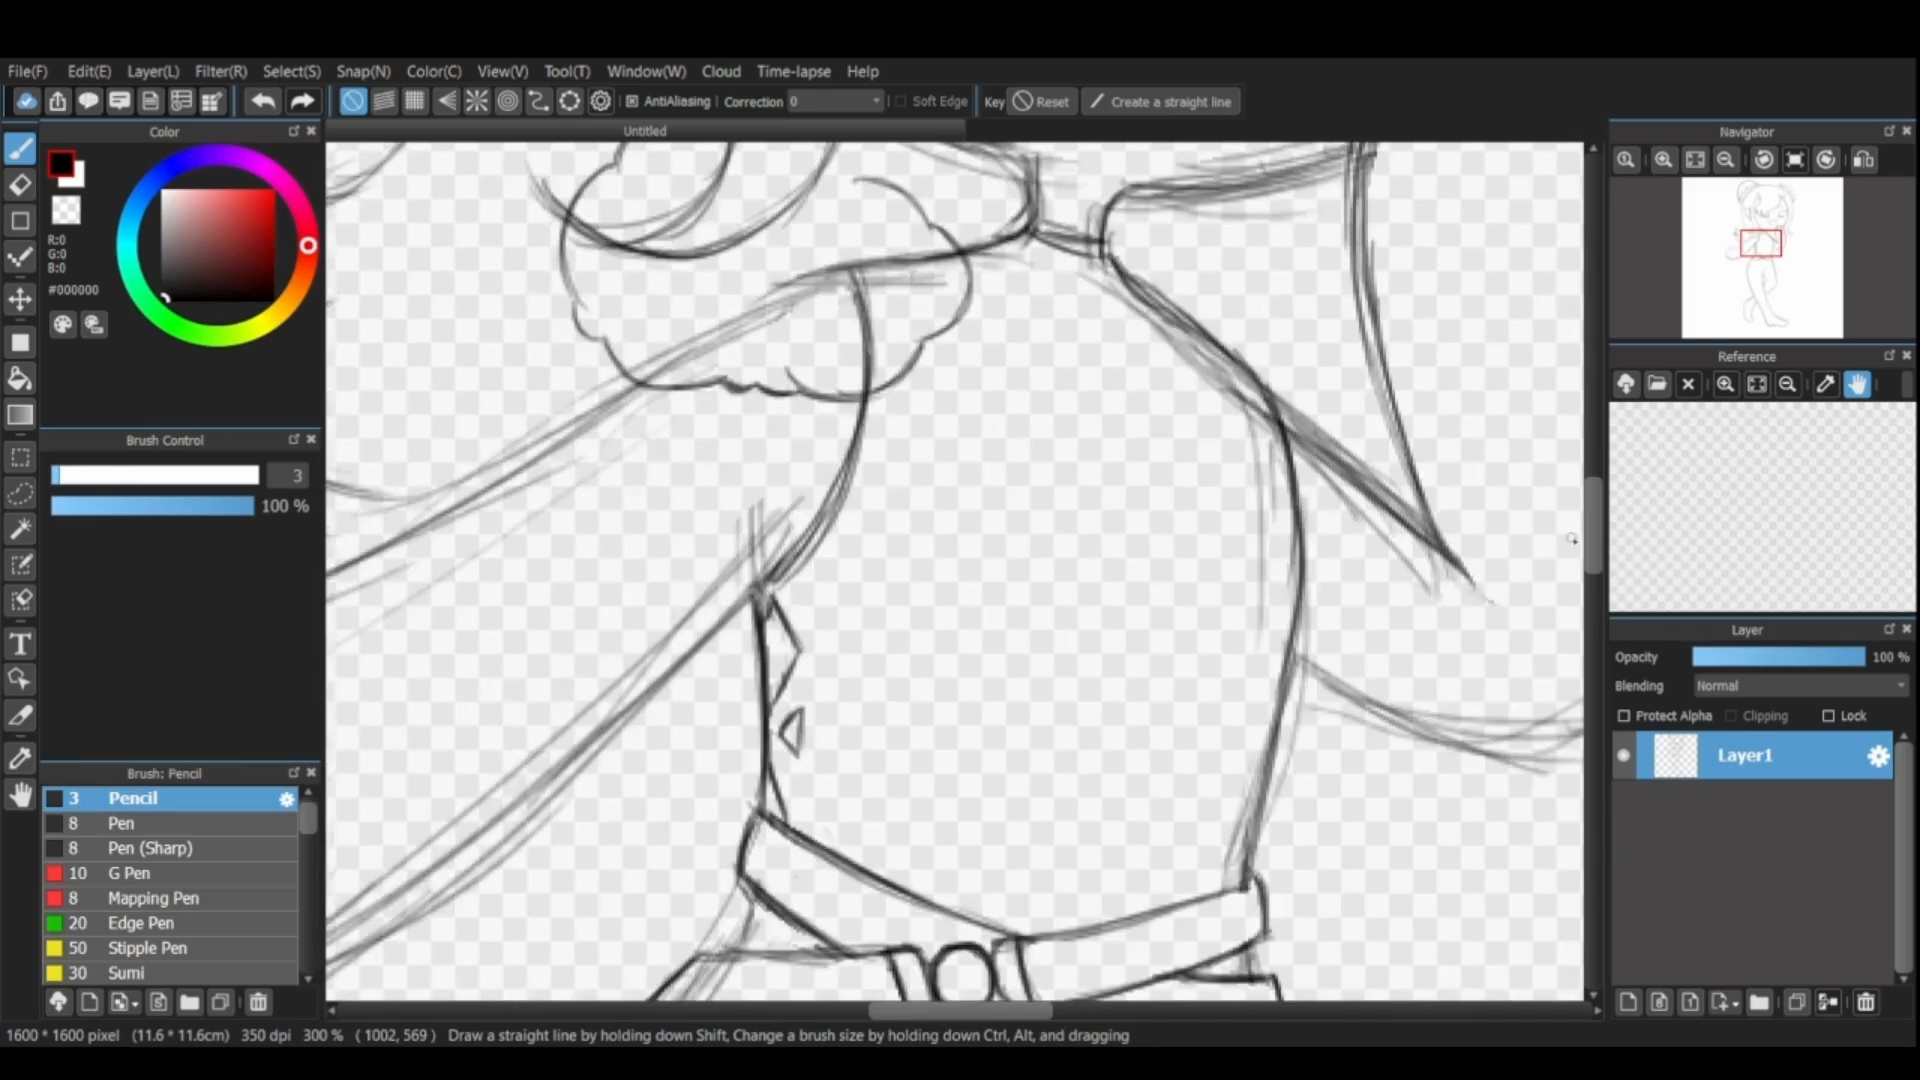 File(F) Edit(E) Layer(L) Filter(R) Select(S) Snap(N) Color(C) View(V) Tool(T) Window(W) Cloud Time-lapse Help
AntiAliasing Correction 0 Soft Edge Key Reset Create a straight line
Color
Untitled
Navigator
R:0
G:0
B:0
#000000
Reference
Brush Control
3
100 %
Layer
Opacity 100 %
Blending Normal
Protect Alpha Clipping Lock
Layer1
Brush: Pencil
3 Pencil
8 Pen
8 Pen (Sharp)
10 G Pen
8 Mapping Pen
20 Edge Pen
50 Stipple Pen
30 Sumi
1600 * 1600 pixel (11.6 * 11.6cm) 350 dpi 300 % ( 1002, 569 ) Draw a straight line by holding down Shift, Change a brush size by holding down Ctrl, Alt, and dragging